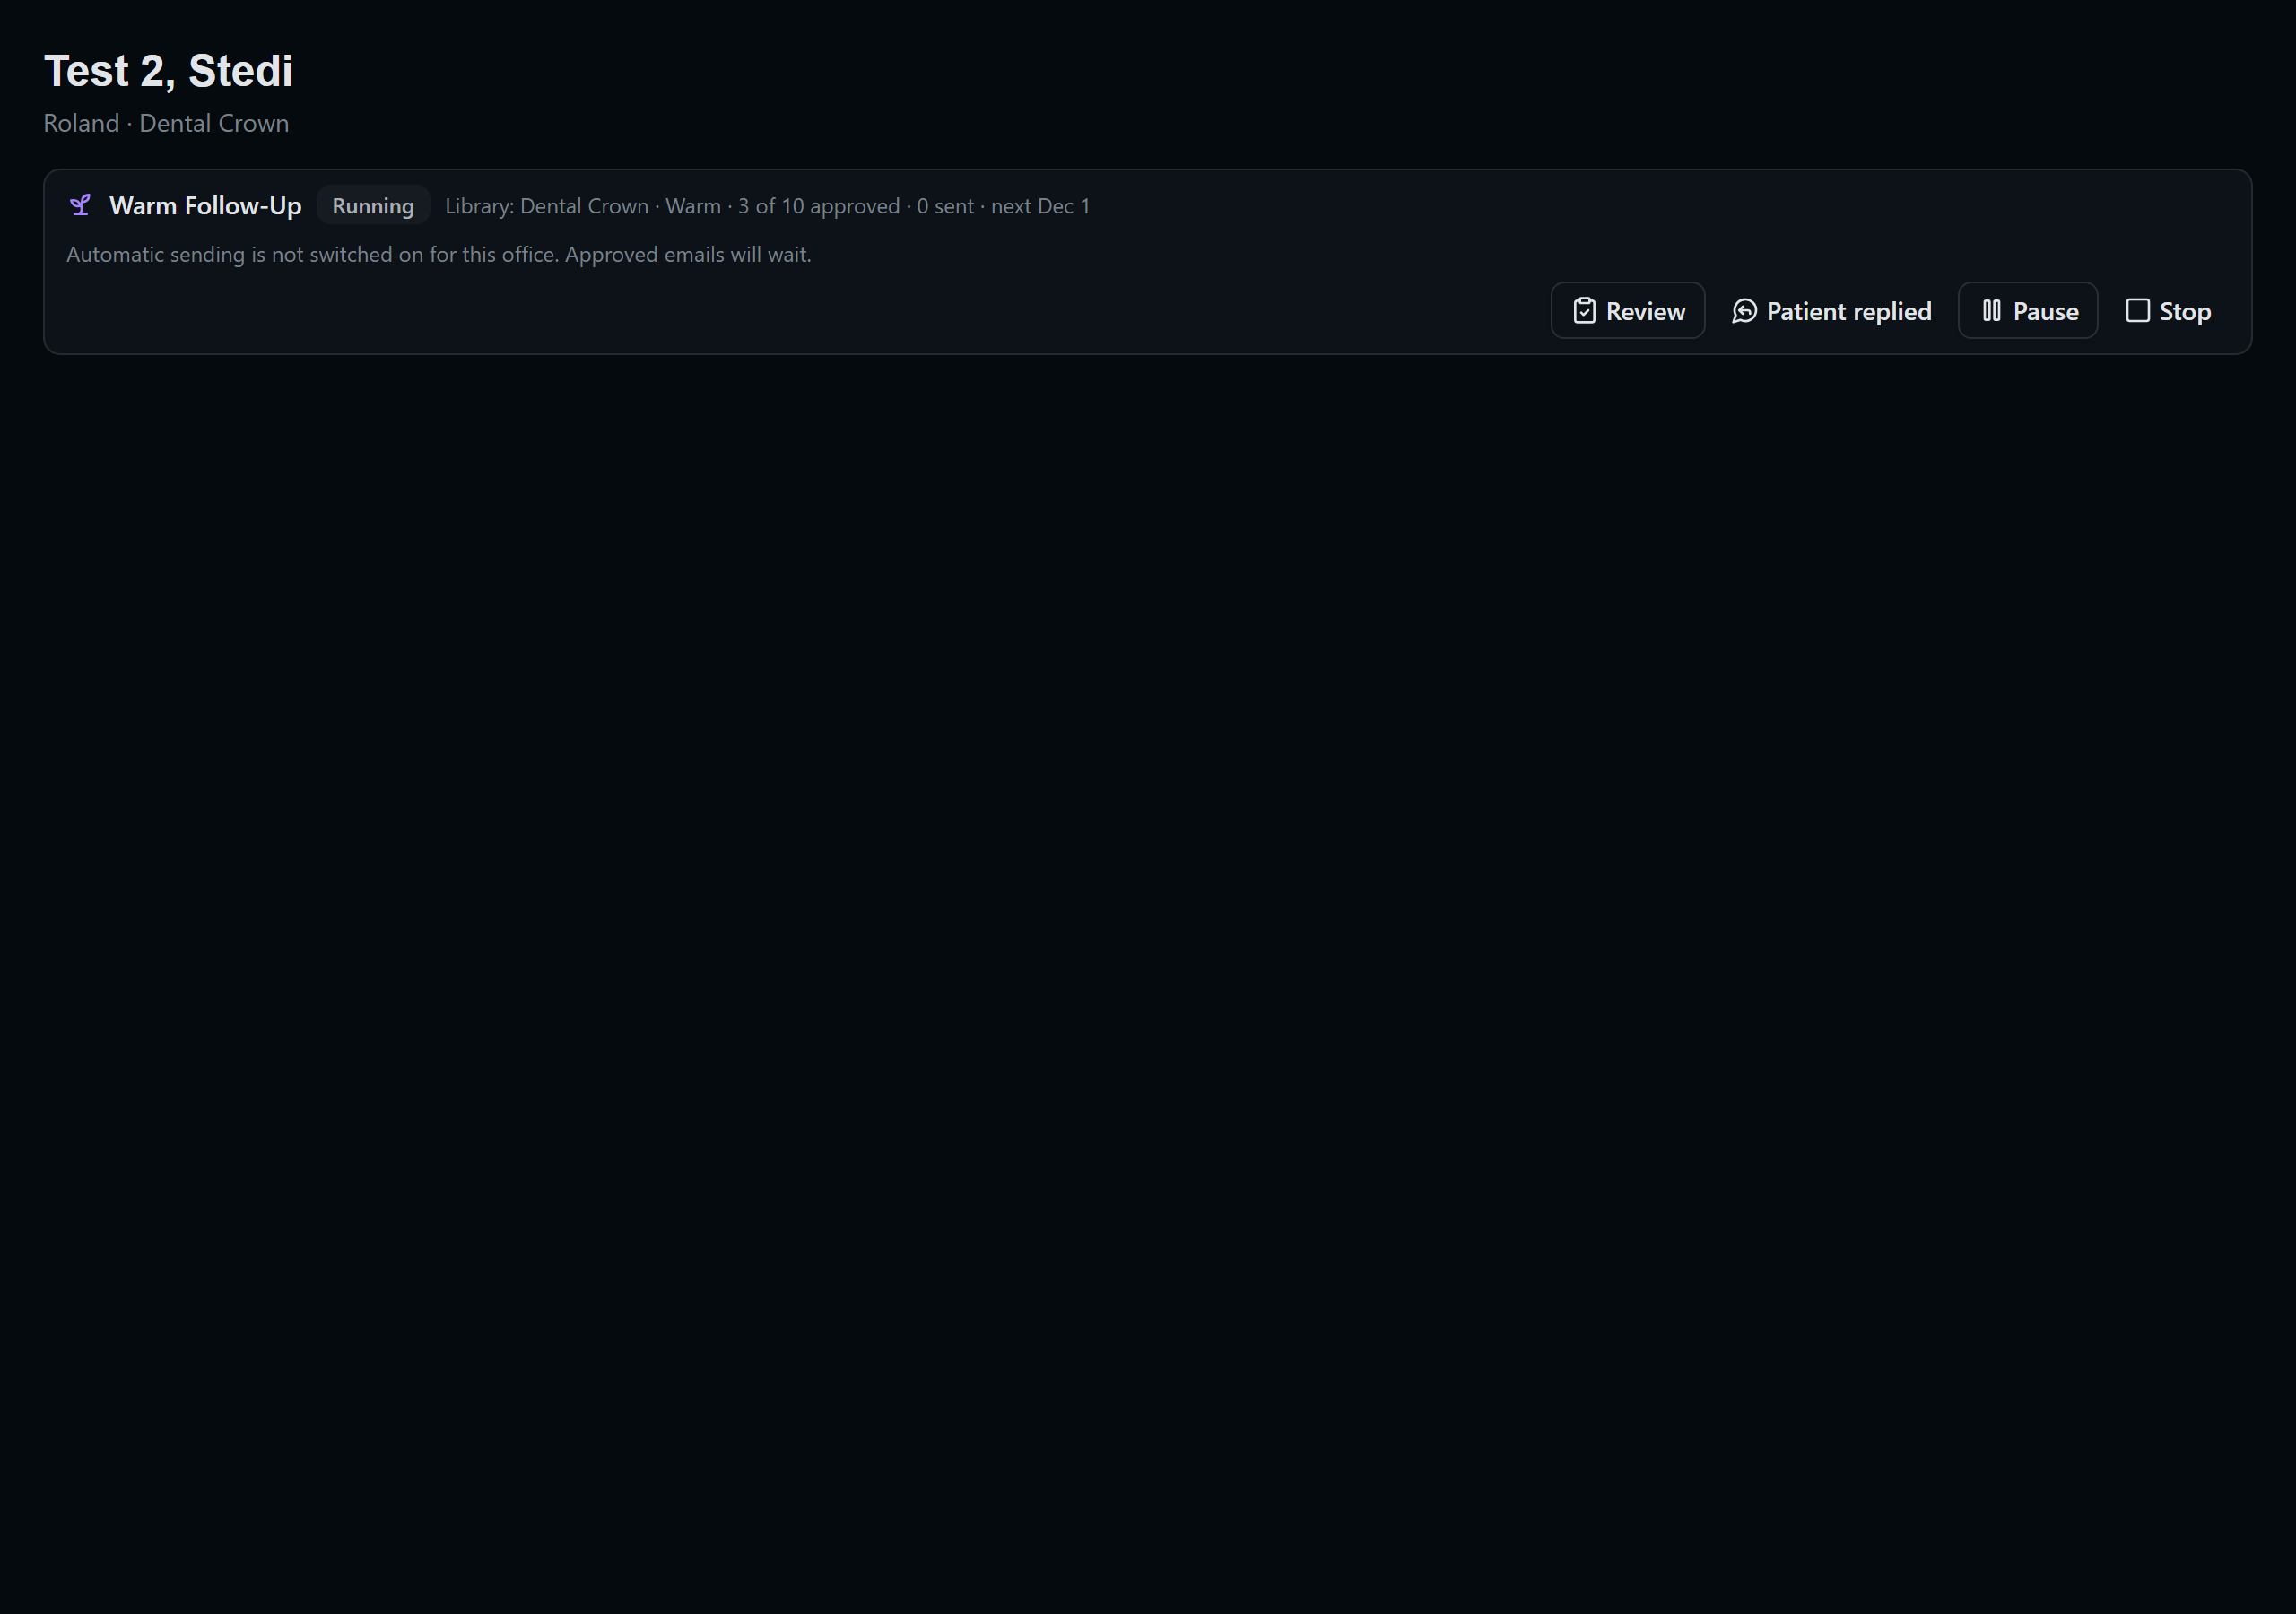 Test 2, Stedi
Roland · Dental Crown
Warm Follow-Up Running Library: Dental Crown · Warm · 3 of 10 approved · 0 sent · next Dec 1
Automatic sending is not switched on for this office. Approved emails will wait.
Review Patient replied Pause Stop